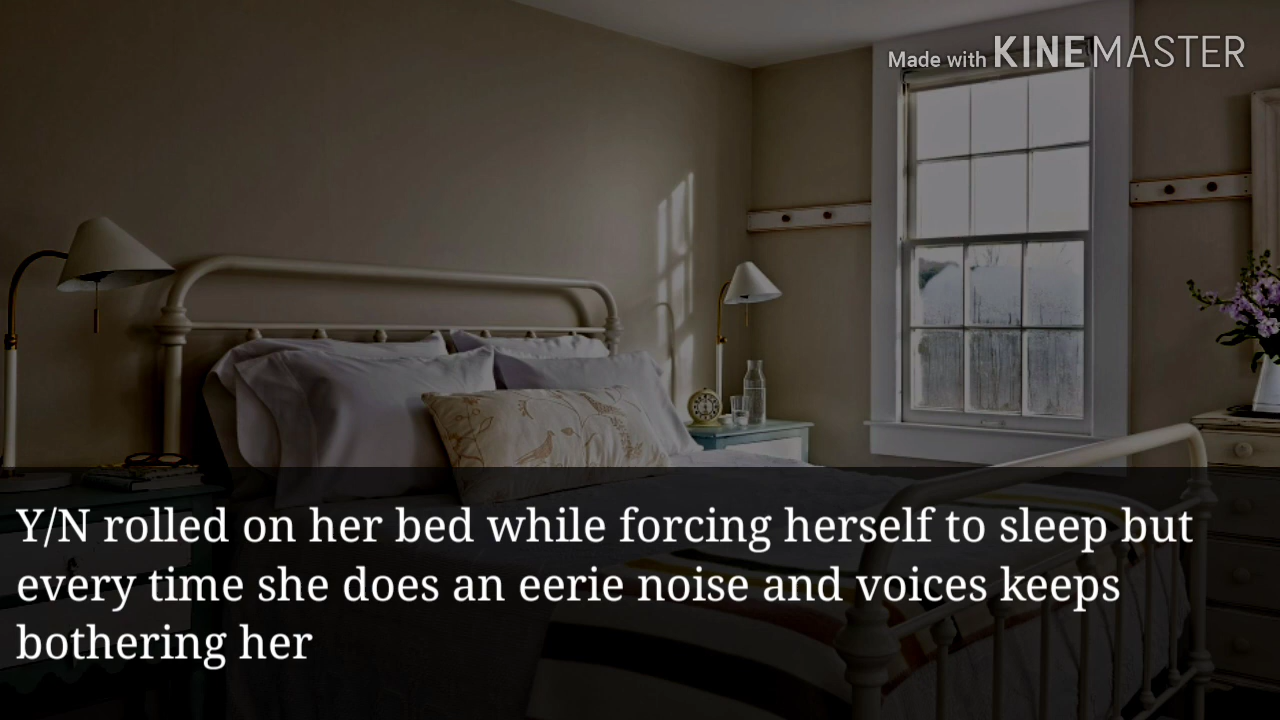 Made with KINEMASTER
Y/N rolled on her bed while forcing herself to sleep but
every time she does an eerie noise and voices keeps
bothering her